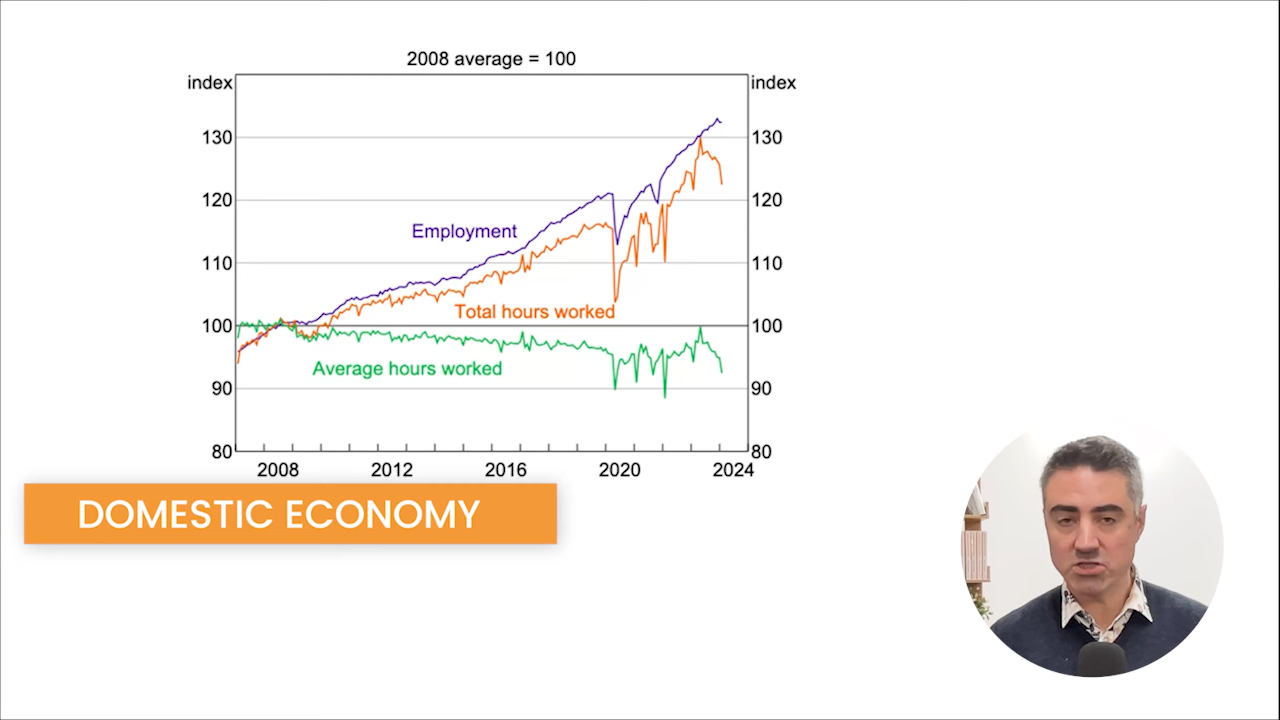 2008 average = 100
index index
130 130
120 120
Employment
110 110
Total hours worked
100 100
Average hours worked
90 90
80 80
2008 2012 2016 2020 2024
DOMESTIC ECONOMY